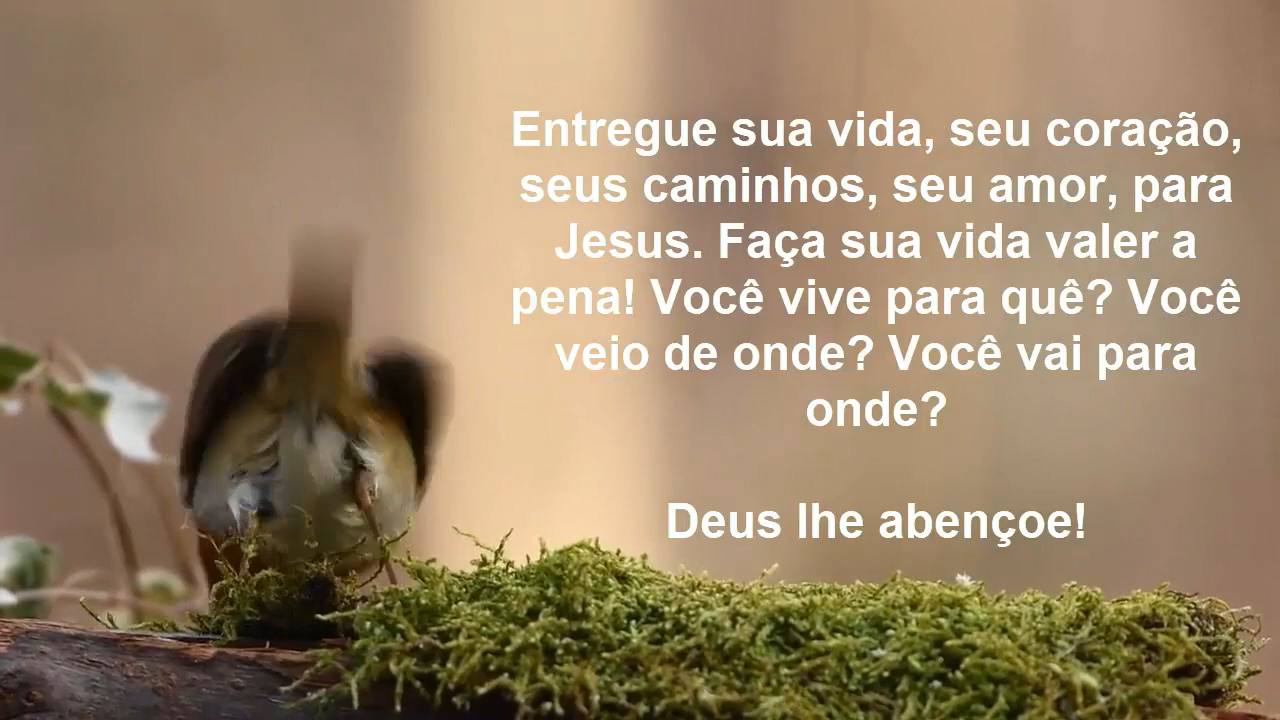 Entregue sua vida, seu coração,
seus caminhos, seu amor, para
Jesus. Faça sua vida valer a
pena! Você vive para quê? Você
veio de onde? Você vai para
onde?
Deus lhe abençoe!